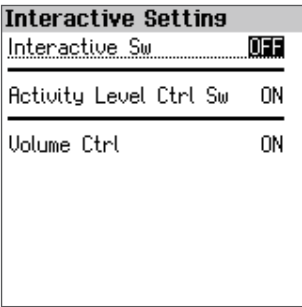 Interactive Setting
Interactive Sw OFF
Activity Level Ctrl Sw ON
Volume Ctrl ON